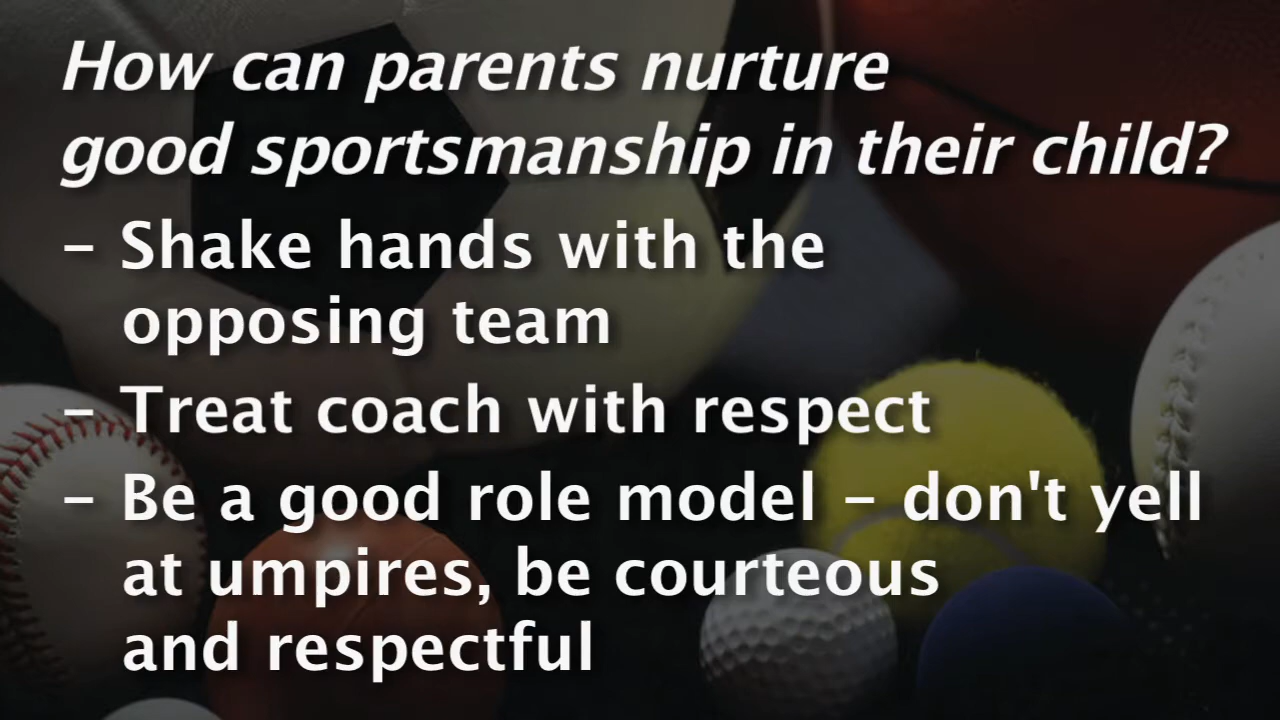 How can parents nurture
good sportsmanship in their child?
- Shake hands with the
opposing team
- Treat coach with respect
- Be a good role model - don't yell
at umpires, be courteous
and respectful